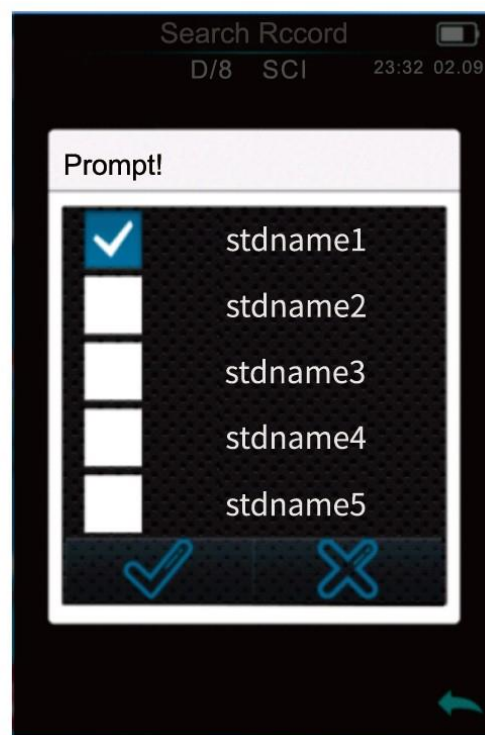 Search Rccord
D/8 SCI 23:32 02.09
Prompt!
stdname1
stdname2
stdname3
stdname4
stdname5